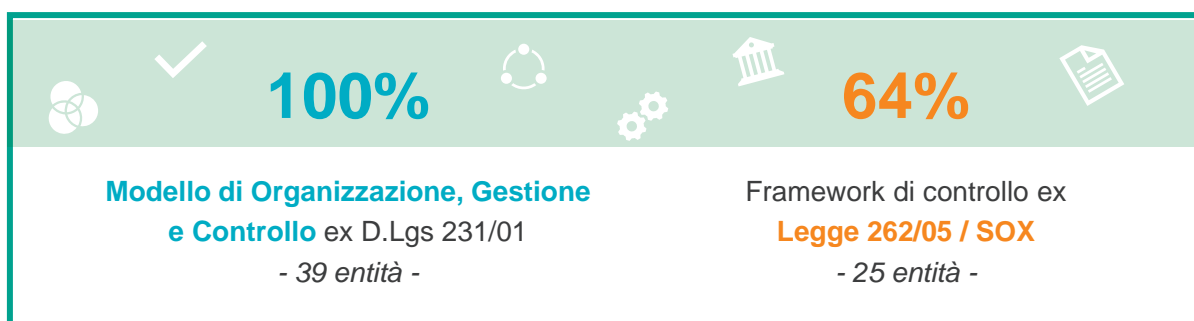 100%
Modello di Organizzazione, Gestione
e Controllo ex D.Lgs 231/01
- 39 entità -
64%
Framework di controllo ex
Legge 262/05 / SOX
- 25 entità -